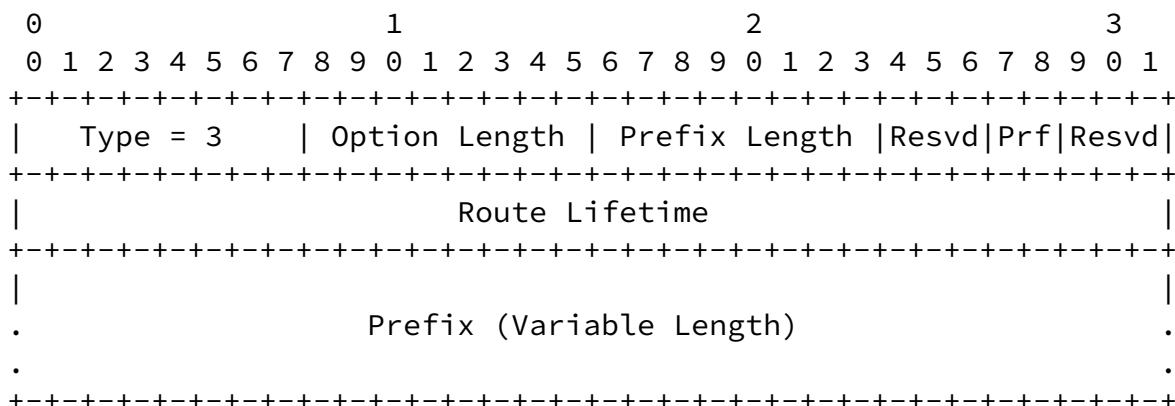 0                   1                   2                   3
 0 1 2 3 4 5 6 7 8 9 0 1 2 3 4 5 6 7 8 9 0 1 2 3 4 5 6 7 8 9 0 1
+-+-+-+-+-+-+-+-+-+-+-+-+-+-+-+-+-+-+-+-+-+-+-+-+-+-+-+-+-+-+-+-+
|   Type = 3    | Option Length | Prefix Length |Resvd|Prf|Resvd|
+-+-+-+-+-+-+-+-+-+-+-+-+-+-+-+-+-+-+-+-+-+-+-+-+-+-+-+-+-+-+-+-+
|                        Route Lifetime                         |
+-+-+-+-+-+-+-+-+-+-+-+-+-+-+-+-+-+-+-+-+-+-+-+-+-+-+-+-+-+-+-+-+
|                                                               |
.                   Prefix (Variable Length)                    .
.                                                               .
+-+-+-+-+-+-+-+-+-+-+-+-+-+-+-+-+-+-+-+-+-+-+-+-+-+-+-+-+-+-+-+-+